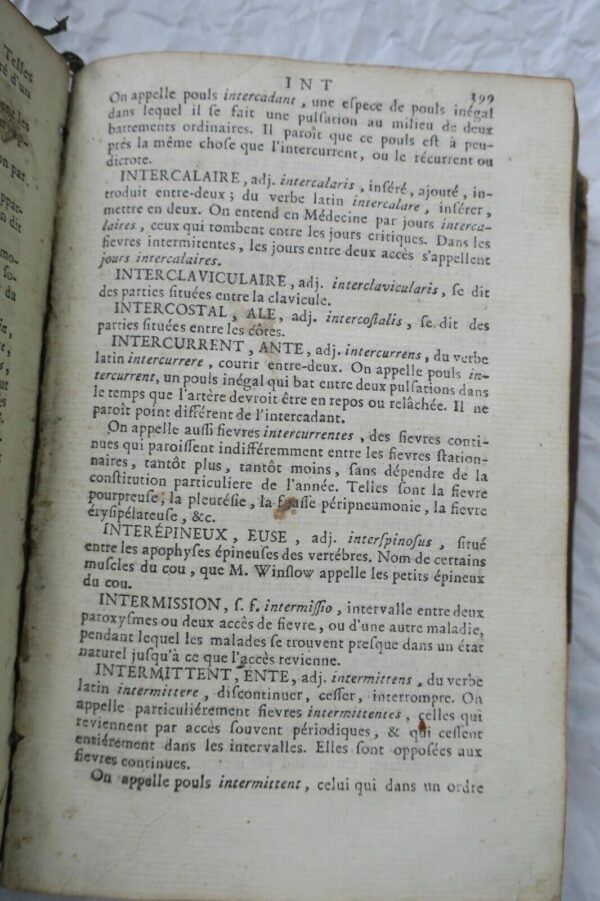 Telles
ré d'un
les
on par
INT
399
On appelle pouls intercadant, une eſpece de pouls inégal
dans lequel il ſe fait une pulſation au milieu de deux
battements ordinaires. Il paroît que ce pouls eſt à peu-
près la même choſe que l'intercurrent, ou le récurrent ou
dicrote.
INTERCALAIRE, adj. intercalaris, inſéré, ajouté, in-
troduit entre-deux; du verbe latin intercalare, inſérer,
mettre en deux. On entend en Médecine par jours interca-
laires, ceux qui tombent entre les jours critiques. Dans les
fievres intermitentes, les jours entre deux accès s'appellent
jours intercalaires.
INTERCLAVICULAIRE, adj. interclavicularis, ſe dit
des parties ſituées entre la clavicule.
INTERCOSTAL, ALE, adj. intercoſtalis, ſe dit des
parties ſituées entre les côtes.
INTERCURRENT, ANTE, adj. intercurrens, du verbe
latin intercurrere, courir entre-deux. On appelle pouls in-
tercurrent, un pouls inégal qui bat entre deux pulſations dans
le temps que l'artère devroit être en repos ou relâchée. Il ne
paroît point différent de l'intercadant.
On appelle auſſi fievres intercurrentes, des fievres conti-
nues qui paroiſſent indifféremment entre les fievres ſtation-
naires, tantôt plus, tantôt moins, ſans dépendre de la
conſtitution particuliere de l'année. Telles ſont la fievre
pourpreuſe, la pleuréſie, la fauſſe péripneumonie, la fievre
éryſipélateuſe, &c.
INTERÉPINEUX, EUSE, adj. interſpinoſus, ſitué
entre les apophyſes épineuſes des vertébres. Nom de certains
muſcles du cou, que M. Winſlow appelle les petits épineux
du cou.
INTERMISSION, ſ. f. intermiſſio, intervalle entre deux
paroxyſmes ou deux accès de fievre, ou d'une autre maladie,
pendant lequel les malades ſe trouvent preſque dans un état
naturel juſqu'à ce que l'accès revienne.
INTERMITTENT, ENTE, adj. intermittens, du verbe
latin intermittere, diſcontinuer, ceſſer, interrompre. On
appelle particuliérement fievres intermittentes, celles qui
reviennent par accès ſouvent périodiques, & qui ceſſent
entiérement dans les intervalles. Elles ſont oppoſées aux
fievres continues.
On appelle pouls intermittent, celui qui dans un ordre